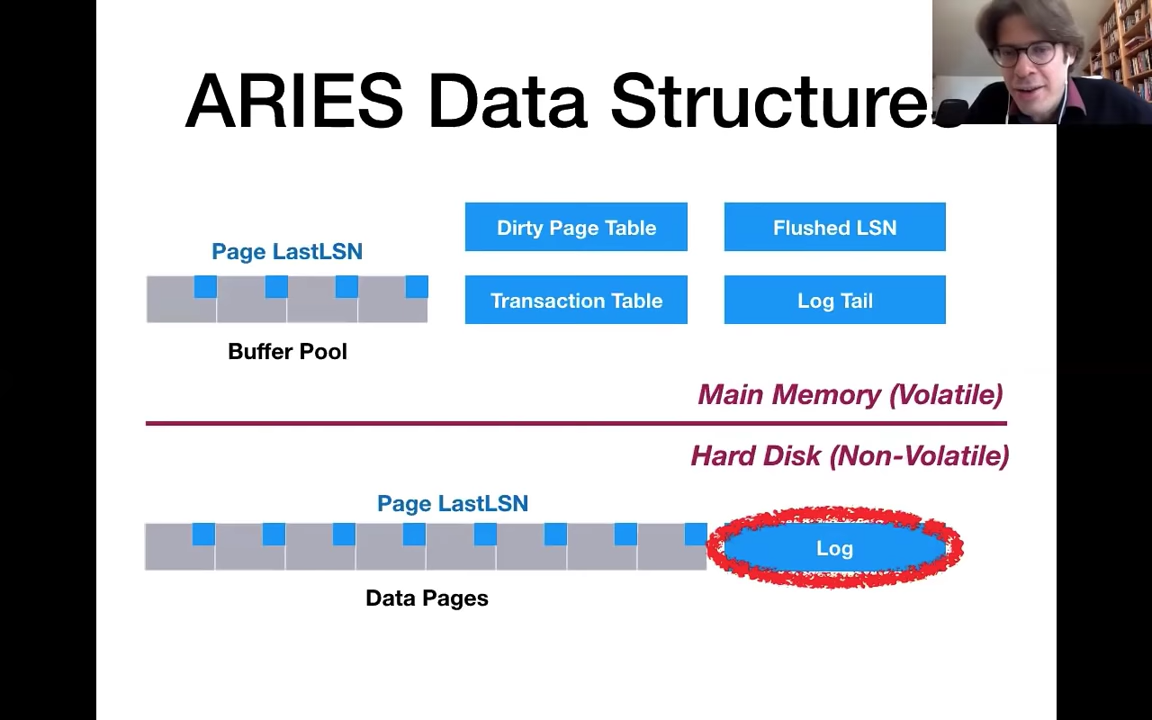 ARIES Data Structures
Page LastLSN
Buffer Pool
Dirty Page Table
Flushed LSN
Transaction Table
Log Tail
Main Memory (Volatile)
Hard Disk (Non-Volatile)
Page LastLSN
Data Pages
Log